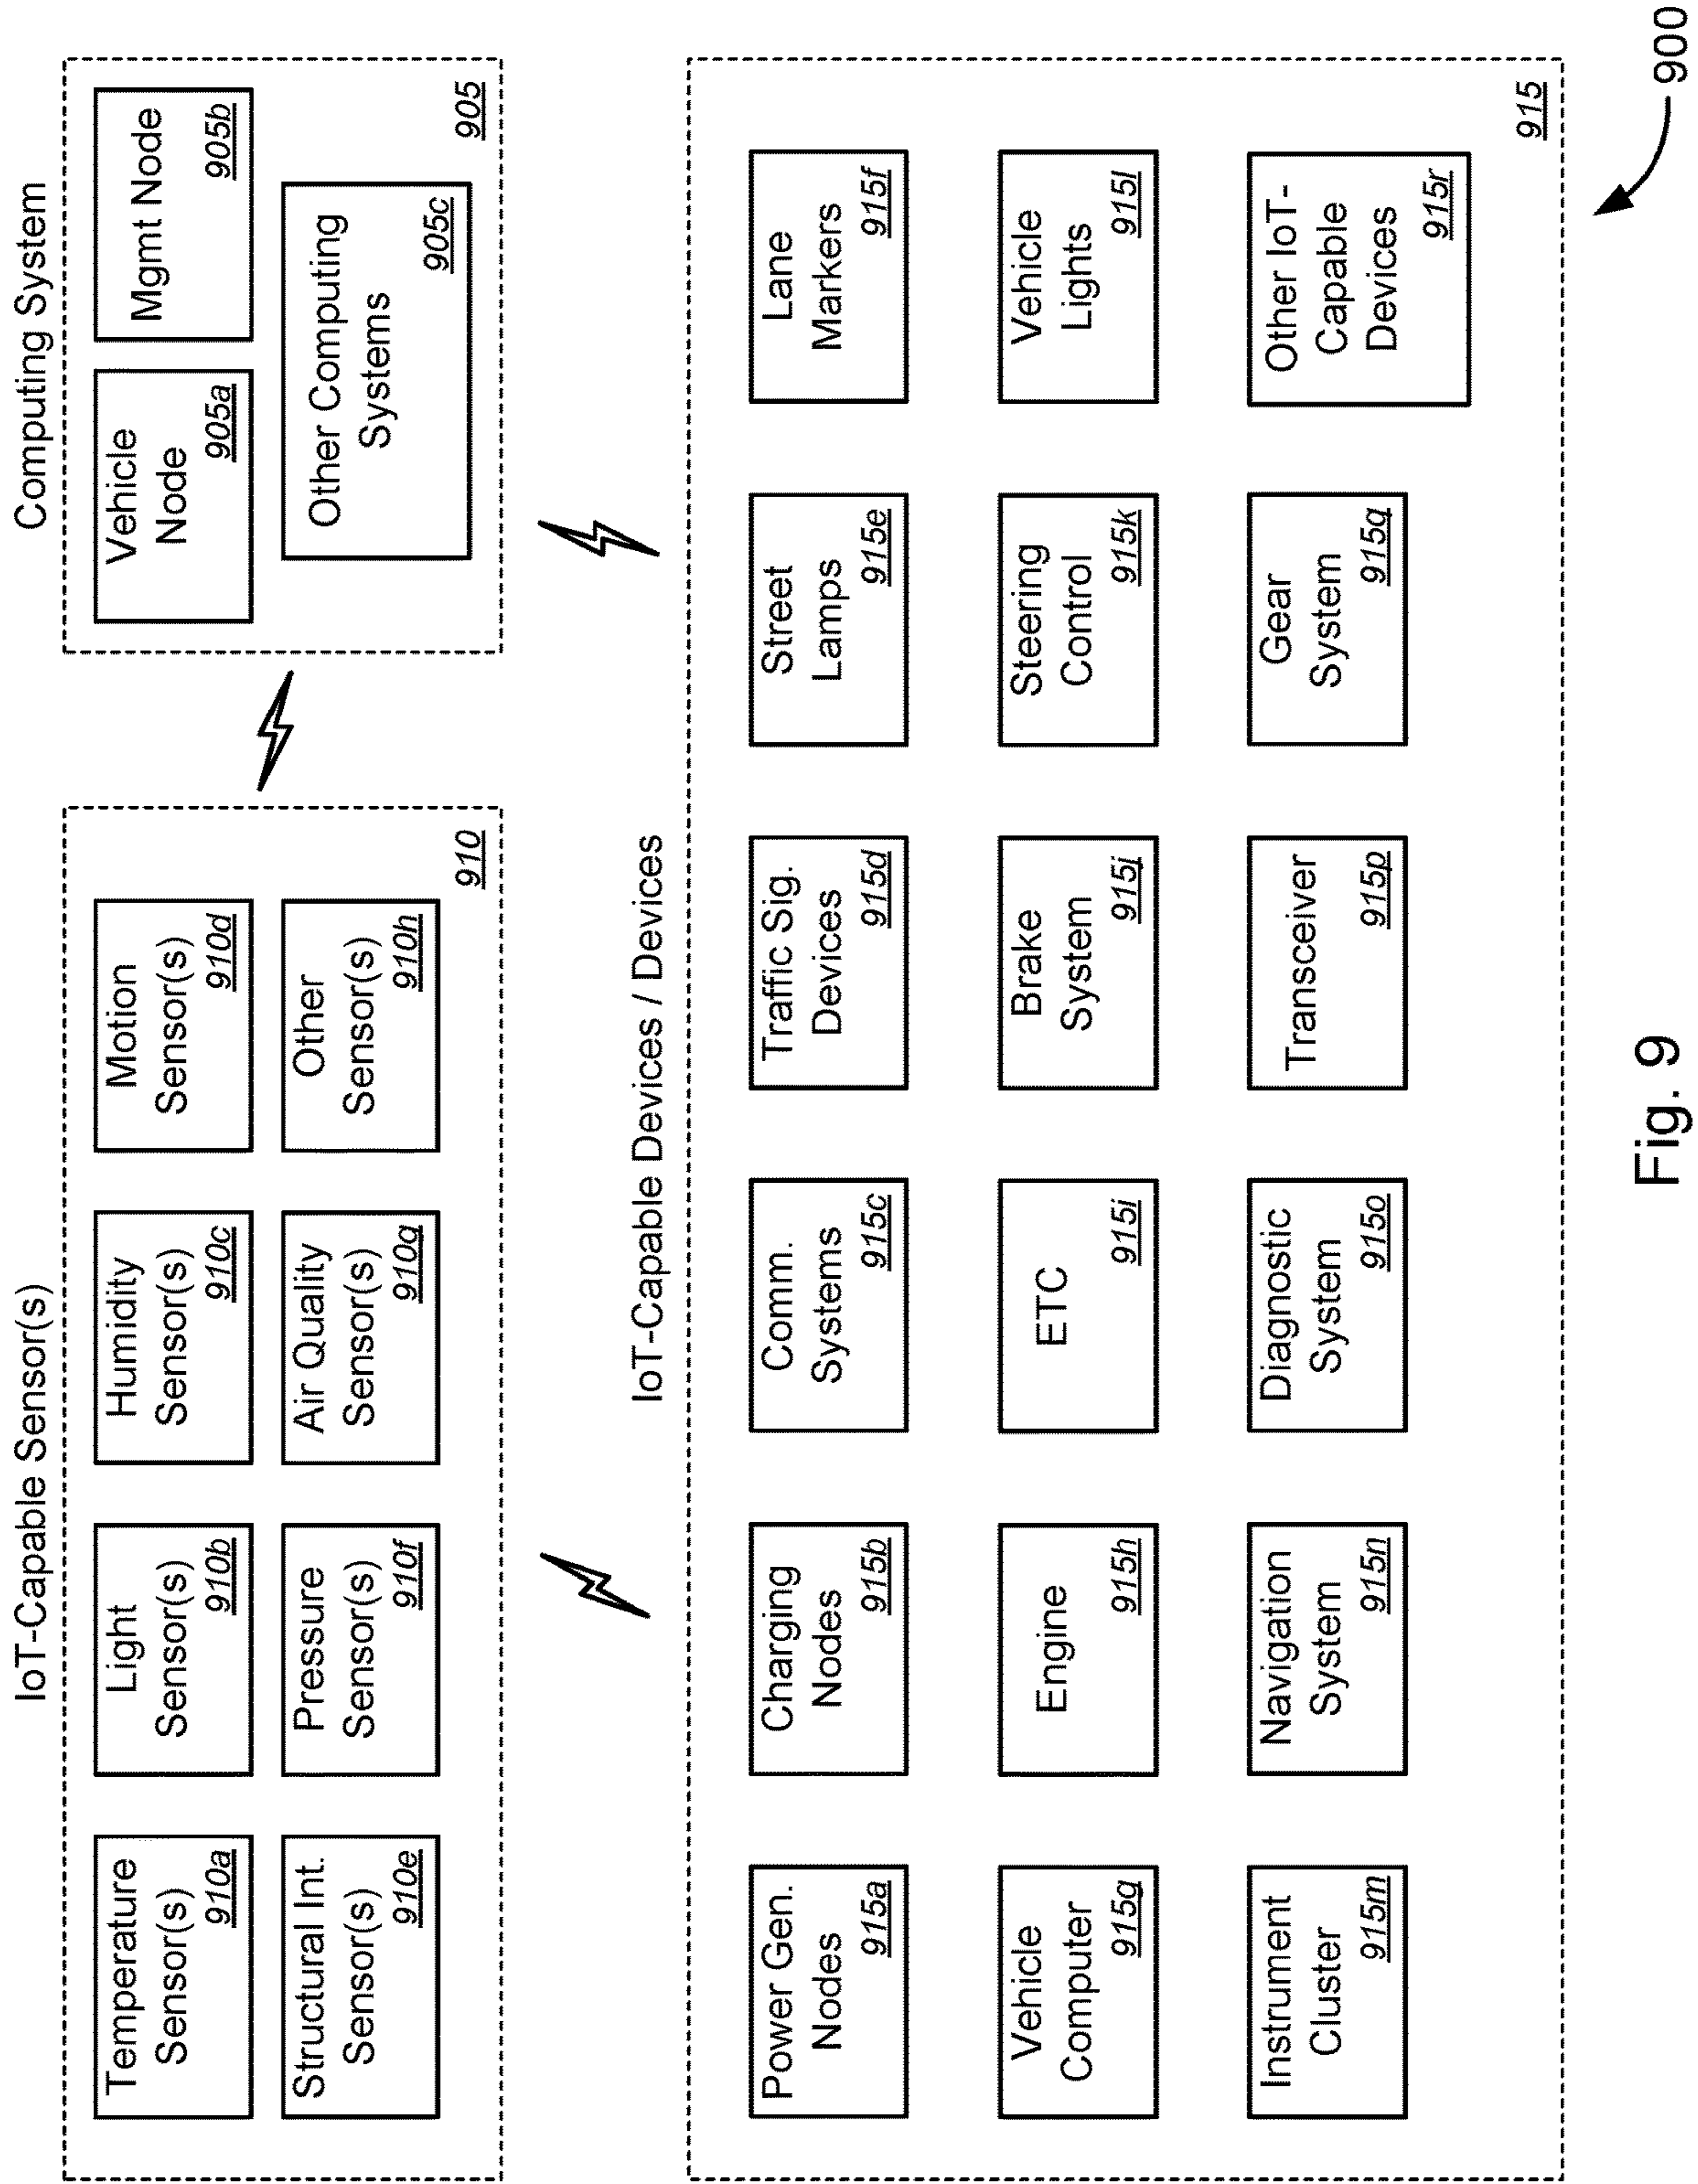 IoT-Capable Sensor(s)
Temperature
Sensor(s)
910a
Light
Sensor(s)
910b
Humidity
Sensor(s)
910c
Motion
Sensor(s)
910d
Structural Int.
Sensor(s)
910e
Pressure
Sensor(s)
910f
Air Quality
Sensor(s)
910g
Other
Sensor(s)
910h
910
Computing System
Vehicle
Node
905a
Mgmt Node
905b
Other Computing
Systems
905c
905
IoT-Capable Devices / Devices
Power Gen.
Nodes
915a
Charging
Nodes
915b
Comm.
Systems
915c
Traffic Sig.
Devices
915d
Street
Lamps
915e
Lane
Markers
915f
Vehicle
Computer
915g
Engine
915h
ETC
915i
Brake
System
915j
Steering
Control
915k
Vehicle
Lights
915l
Instrument
Cluster
915m
Navigation
System
915n
Diagnostic
System
915o
Transceiver
915p
Gear
System
915q
Other IoT-
Capable
Devices
915r
915
900
Fig. 9